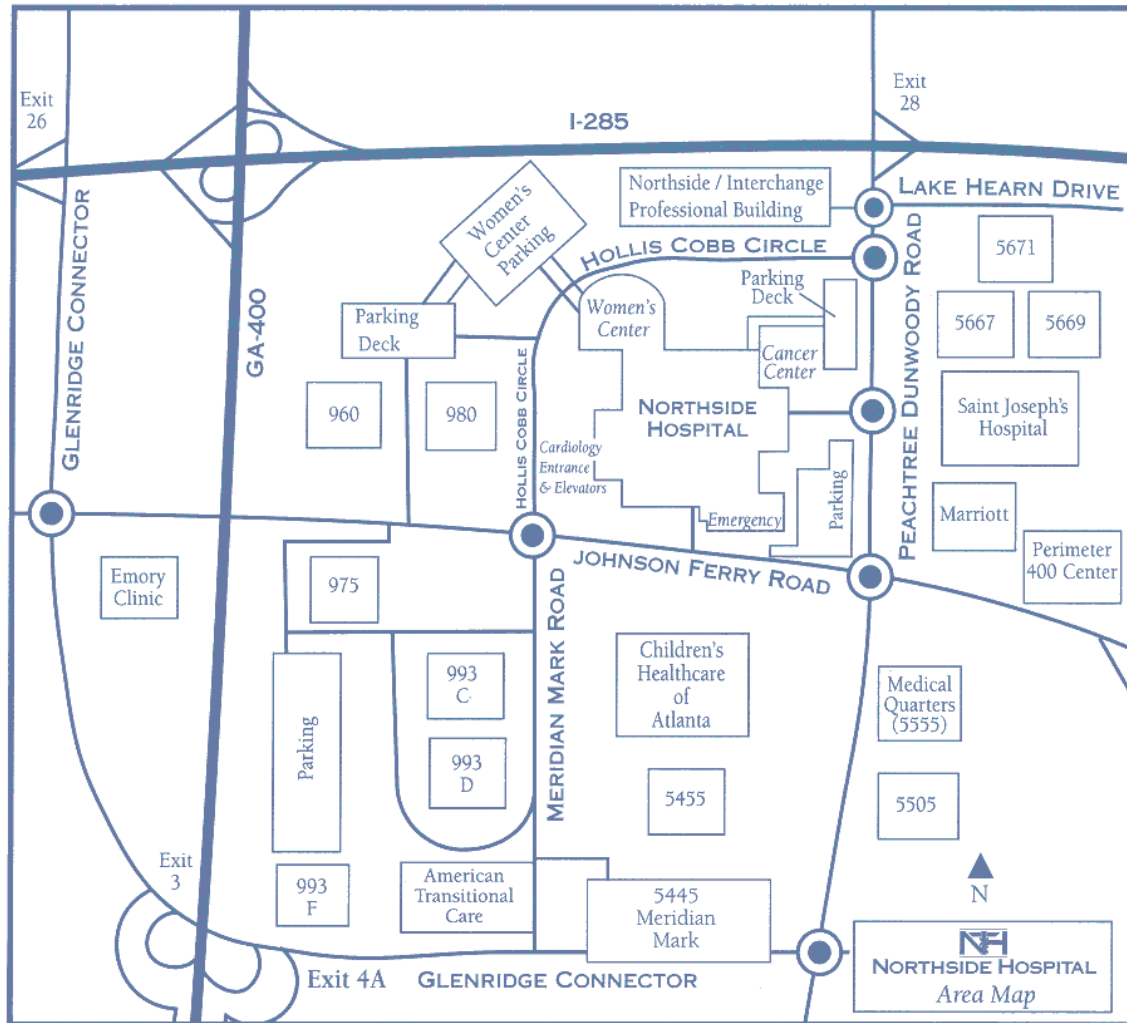 Exit
26
Exit
28
I-285
GLENRIDGE CONNECTOR
GA-400
Women's
Center
Parking
Northside / Interchange
Professional Building
LAKE HEARN DRIVE
HOLLIS COBB CIRCLE
PEACHTREE DUNWOODY ROAD
5671
Parking
Deck
Women's
Center
Parking
Deck
5667
5669
Cancer
Center
960
980
HOLLIS COBB CIRCLE
NORTHSIDE
HOSPITAL
Saint Joseph's
Hospital
Cardiology
Entrance
& Elevators
Emergency
Parking
Marriott
Perimeter
400 Center
JOHNSON FERRY ROAD
Emory
Clinic
975
MERIDIAN MARK ROAD
Children's
Healthcare
of
Atlanta
993
C
Medical
Quarters
(5555)
Parking
993
D
5455
5505
Exit
3
993
F
American
Transitional
Care
5445
Meridian
Mark
N
Exit 4A
GLENRIDGE CONNECTOR
NH
NORTHSIDE HOSPITAL
Area Map